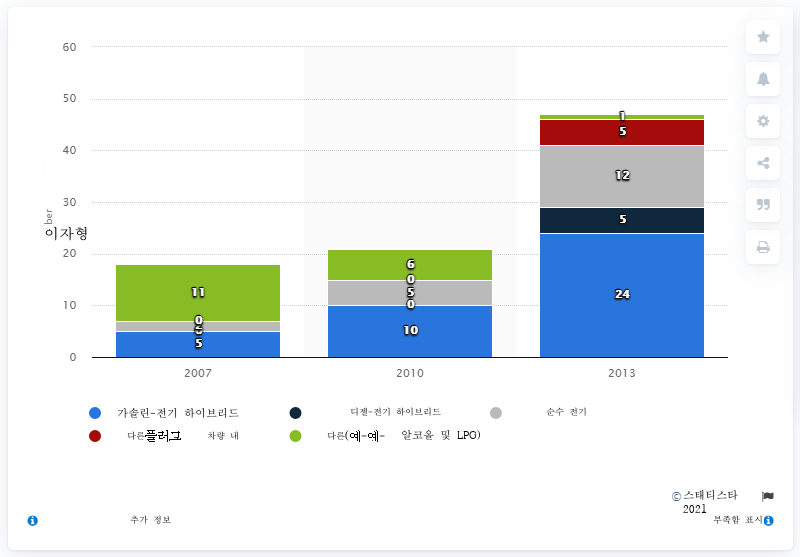 60
50
40
30
20
10
0
ber
이자형
11
0
5
6
0
5
0
10
1
5
12
5
24
2007
2010
2013
가솔린-전기 하이브리드
디젤-전기 하이브리드
순수 전기
다른플러그 차량 내
다른(예-예- 알코올 및 LPG)
© 스태티스타
2021
추가 정보
부족함 표시